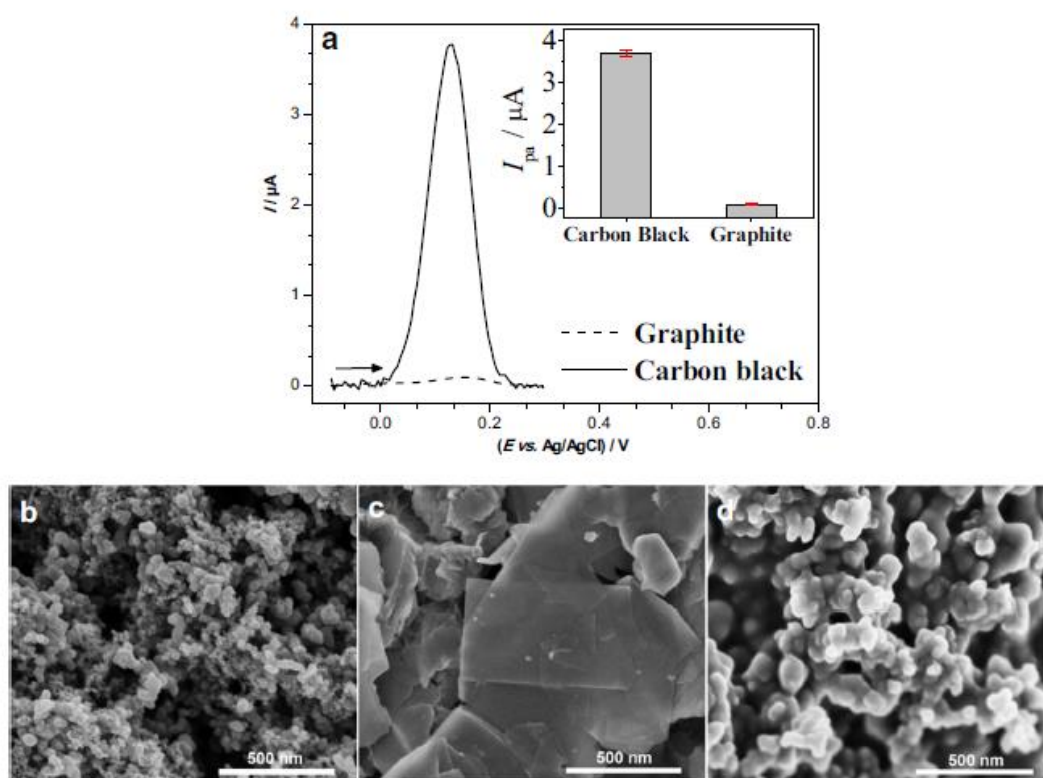 a
4
3
2
1
0
I / µA
0.0
0.2
0.4
0.6
0.8
(E vs. Ag/AgCl) / V
4
3
2
1
0
Ipa / µA
Carbon Black
Graphite
Graphite
Carbon black
b
500 nm
c
500 nm
d
500 nm